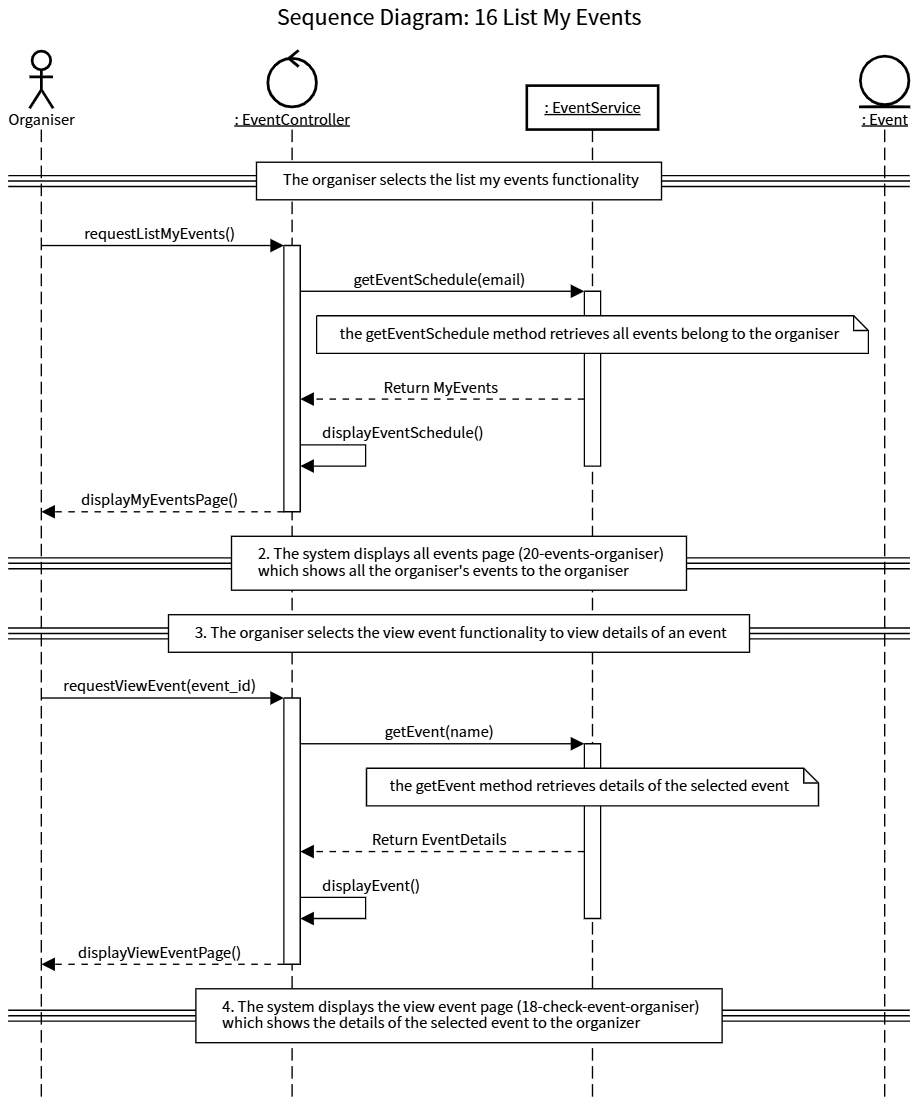 Sequence Diagram: 16 List My Events
Organiser
: EventController
: EventService
: Event
The organiser selects the list my events functionality
requestListMyEvents()
getEventSchedule(email)
the getEventSchedule method retrieves all events belong to the organiser
Return MyEvents
displayEventSchedule()
displayMyEventsPage()
2. The system displays all events page (20-events-organiser)
which shows all the organiser's events to the organiser
3. The organiser selects the view event functionality to view details of an event
requestViewEvent(event_id)
getEvent(name)
the getEvent method retrieves details of the selected event
Return EventDetails
displayEvent()
displayViewEventPage()
4. The system displays the view event page (18-check-event-organiser)
which shows the details of the selected event to the organizer